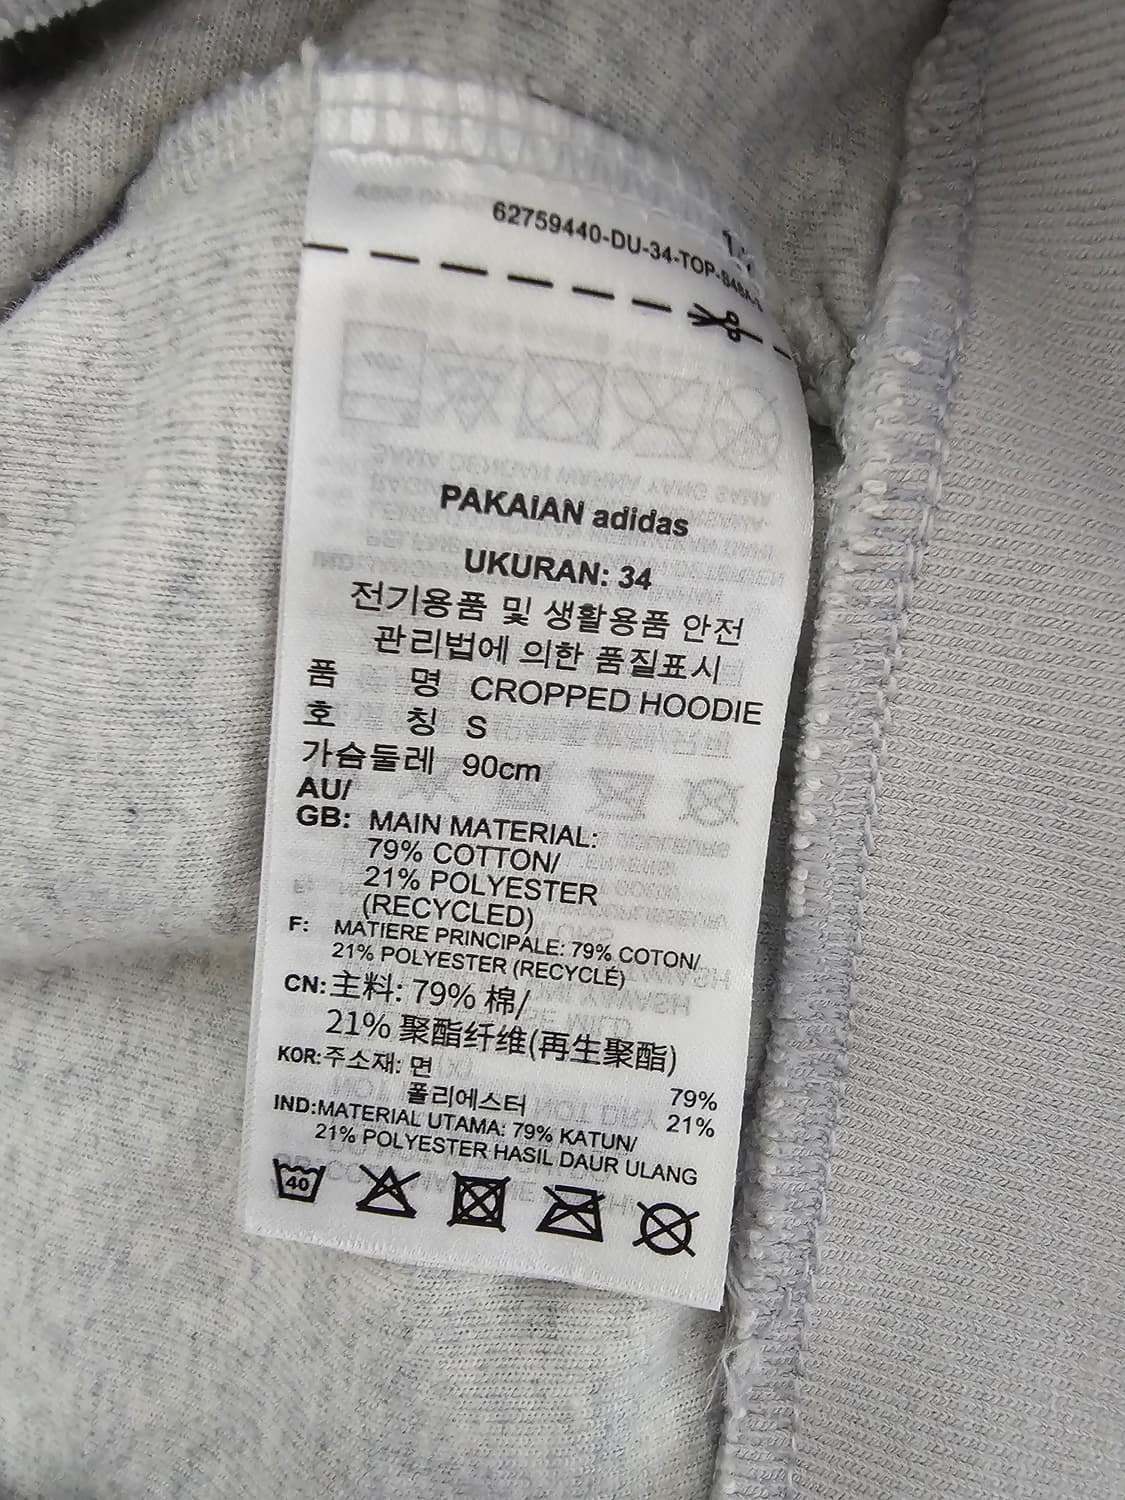 62759440-DU-34-TOP-
PAKAIAN adidas
UKURAN: 34
전기용품 및 생활용품 안전
관리법에 의한 품질표시
품 명 CROPPED HOODIE
호 칭 S
가슴둘레 90cm
AU/
GB: MAIN MATERIAL:
79% COTTON/
21% POLYESTER
(RECYCLED)
F: MATIERE PRINCIPALE: 79% COTON/
21% POLYESTER (RECYCLÉ)
CN: 主料: 79% 棉/
21% 聚酯纤维(再生聚酯)
KOR: 주소재: 면 79%
폴리에스터 21%
IND: MATERIAL UTAMA: 79% KATUN/
21% POLYESTER HASIL DAUR ULANG
40